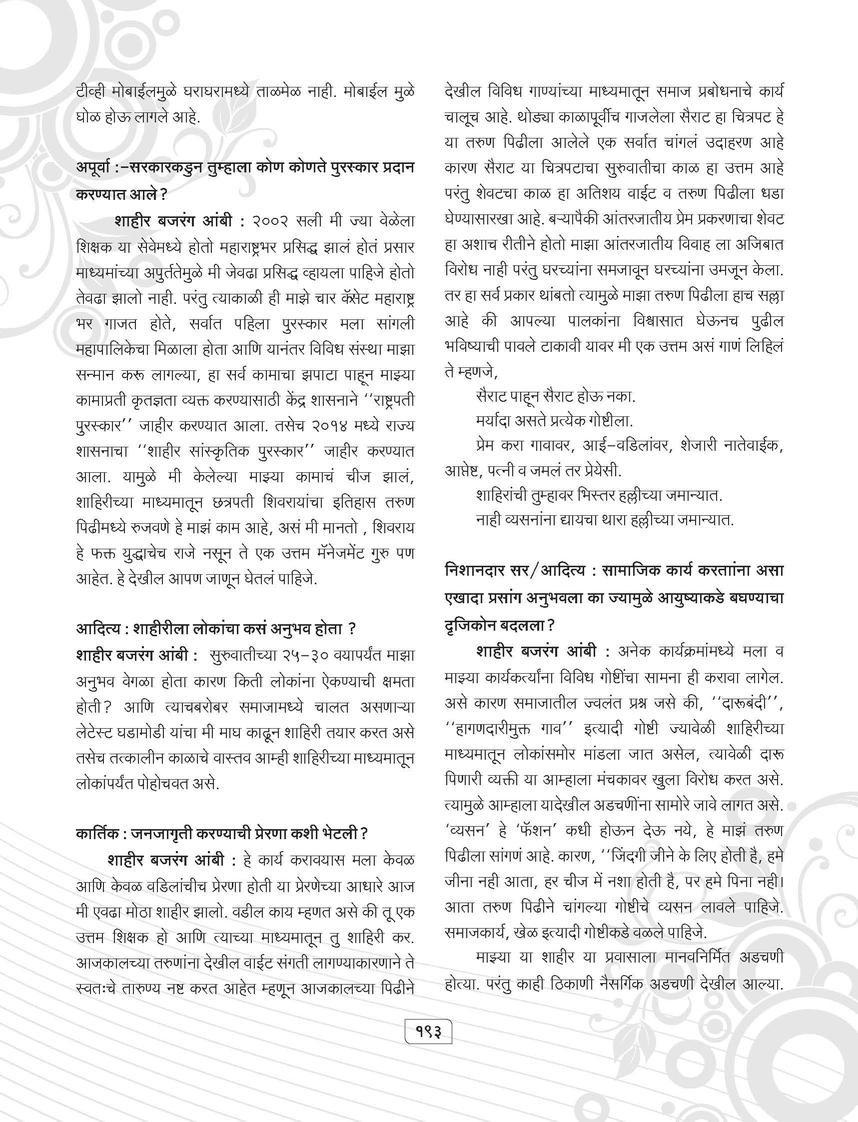 टीव्ही मोबाईलमुळे घराघरामध्ये ताळमेळ नाही. मोबाईल मुळे
घोळ होऊ लागले आहे.
अपूर्वा :-सरकारकडुन तुम्हाला कोण कोणते पुरस्कार प्रदान
करण्यात आले ?
शाहीर बजरंग आंबी : २००२ सली मी ज्या वेळेला
शिक्षक या सेवेमध्ये होतो महाराष्ट्रभर प्रसिद्ध झालं होतं प्रसार
माध्यमांच्या अपुर्ततेमुळे मी जेवढा प्रसिद्ध व्हायला पाहिजे होतो
तेवढा झालो नाही. परंतु त्याकाळी ही माझे चार कॅसेट महाराष्ट्र
भर गाजत होते, सर्वात पहिला पुरस्कार मला सांगली
महापालिकेचा मिळाला होता आणि यानंतर विविध संस्था माझा
सन्मान करू लागल्या, हा सर्व कामाचा झपाटा पाहून माझ्या
कामाप्रती कृतज्ञता व्यक्त करण्यासाठी केंद्र शासनाने ‘‘राष्ट्रपती
पुरस्कार’’ जाहीर करण्यात आला. तसेच २०१४ मध्ये राज्य
शासनाचा ‘‘शाहीर सांस्कृतिक पुरस्कार’’ जाहीर करण्यात
आला. यामुळे मी केलेल्या माझ्या कामाचं चीज झालं,
शाहिरीच्या माध्यमातून छत्रपती शिवरायांचा इतिहास तरुण
पिढीमध्ये रुजवणे हे माझं काम आहे, असं मी मानतो , शिवराय
हे फक्त युद्धाचेच राजे नसून ते एक उत्तम मॅनेजमेंट गुरु पण
आहेत. हे देखील आपण जाणून घेतलं पाहिजे.
आदित्य : शाहीरीला लोकांचा कसं अनुभव होता ?
शाहीर बजरंग आंबी : सुरुवातीच्या २५-३० वयापर्यंत माझा
अनुभव वेगळा होता कारण किती लोकांना ऐकण्याची क्षमता
होती? आणि त्याचबरोबर समाजामध्ये चालत असणाऱ्या
लेटेस्ट घडामोडी यांचा मी माघ काढून शाहिरी तयार करत असे
तसेच तत्कालीन काळाचे वास्तव आम्ही शाहिरीच्या माध्यमातून
लोकांपर्यंत पोहोचवत असे.
कार्तिक : जनजागृती करण्याची प्रेरणा कशी भेटली ?
शाहीर बजरंग आंबी : हे कार्य करावयास मला केवळ
आणि केवळ वडिलांचीच प्रेरणा होती या प्रेरणेच्या आधारे आज
मी एवढा मोठा शाहीर झालो. वडील काय म्हणत असे की तू एक
उत्तम शिक्षक हो आणि त्याच्या माध्यमातून तु शाहिरी कर.
आजकालच्या तरुणांना देखील वाईट संगती लागण्याकारणाने ते
स्वतःचे तारुण्य नष्ट करत आहेत म्हणून आजकालच्या पिढीने
देखील विविध गाण्यांच्या माध्यमातून समाज प्रबोधनाचे कार्य
चालूच आहे. थोड्या काळापूर्वीच गाजलेला सैराट हा चित्रपट हे
या तरुण पिढीला आलेले एक सर्वात चांगलं उदाहरण आहे
कारण सैराट या चित्रपटाचा सुरुवातीचा काळ हा उत्तम आहे
परंतु शेवटचा काळ हा अतिशय वाईट व तरुण पिढीला धडा
घेण्यासारखा आहे. बऱ्यापैकी आंतरजातीय प्रेम प्रकरणाचा शेवट
हा अशाच रीतीने होतो माझा आंतरजातीय विवाह ला अजिबात
विरोध नाही परंतु घरच्यांना समजावून घरच्यांना उमजून केला.
तर हा सर्व प्रकार थांबतो त्यामुळे माझा तरुण पिढीला हाच सल्ला
आहे की आपल्या पालकांना विश्वासात घेऊनच पुढील
भविष्याची पावले टाकावी यावर मी एक उत्तम असं गाणं लिहिलं
ते म्हणजे,
सैराट पाहून सैराट होऊ नका.
मर्यादा असते प्रत्येक गोष्टीला.
प्रेम करा गावावर, आई-वडिलांवर, शेजारी नातेवाईक,
आप्तेष्ट, पत्नी व जमलं तर प्रेयेसी.
शाहिरांची तुम्हावर भिस्तर हल्लीच्या जमान्यात.
नाही व्यसनांना द्यायचा थारा हल्लीच्या जमान्यात.
निशानदार सर/आदित्य : सामाजिक कार्य करताांना असा
एखादा प्रसांग अनुभवला का ज्यामुळे आयुष्याकडे बघण्याचा
दृजिकोन बदलला ?
शाहीर बजरंग आंबी : अनेक कार्यक्रमांमध्ये मला व
माझ्या कार्यकर्त्यांना विविध गोष्टींचा सामना ही करावा लागेल.
असे कारण समाजातील ज्वलंत प्रश्न जसे की, ‘‘दारूबंदी’’,
‘‘हागणदारीमुक्त गाव’’ इत्यादी गोष्टी ज्यावेळी शाहिरीच्या
माध्यमातून लोकांसमोर मांडला जात असेल, त्यावेळी दारू
पिणारी व्यक्ती या आम्हाला मंचकावर खुला विरोध करत असे.
त्यामुळे आम्हाला यादेखील अडचणींना सामोरे जावे लागत असे.
‘व्यसन’ हे ‘फॅशन’ कधी होऊन देऊ नये, हे माझं तरुण
पिढीला सांगणं आहे. कारण, ‘‘जिंदगी जीने के लिए होती है, हमे
जीना नही आता, हर चीज में नशा होती है, पर हमे पिना नही।
आता तरुण पिढीने चांगल्या गोष्टीचे व्यसन लावले पाहिजे.
समाजकार्य, खेळ इत्यादी गोष्टीकडे वळले पाहिजे.
माझ्या या शाहीर या प्रवासाला मानवनिर्मित अडचणी
होत्या. परंतु काही ठिकाणी नैसर्गिक अडचणी देखील आल्या.
१९३